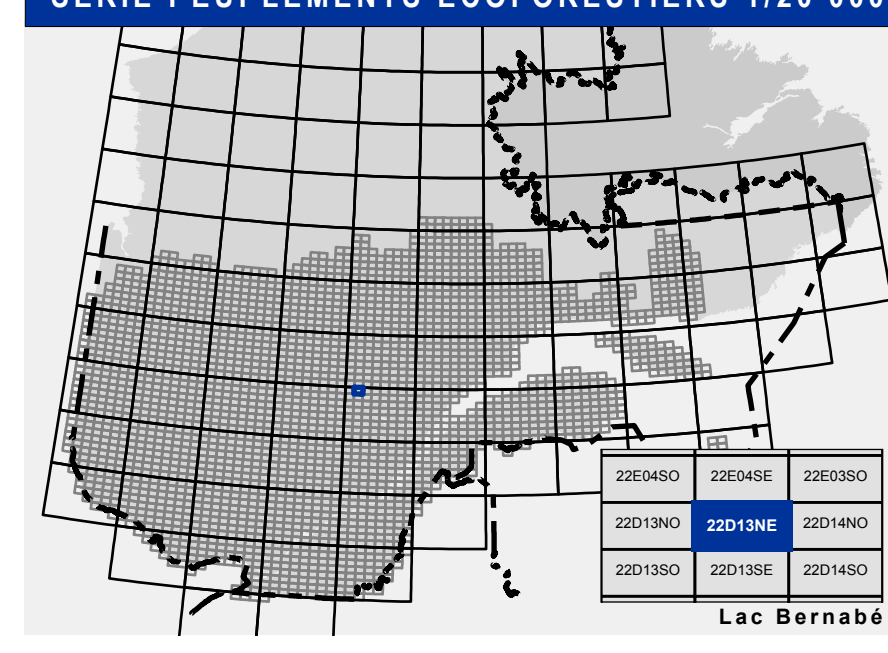 SÉRIE PEUPLEMENTS ÉCOFORESTIERS 1/20 000
22E04SO 22E04SE 22E03SO
22D13NO 22D13NE 22D14NO
22D13SO 22D13SE 22D14SO
Lac Bernabé